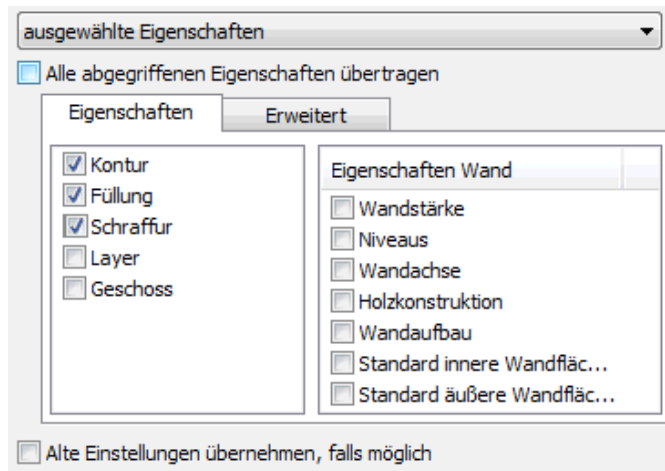 ausgewählte Eigenschaften
Alle abgegriffenen Eigenschaften übertragen
Eigenschaften
Erweitert
Kontur
Füllung
Schraffur
Layer
Geschoss
Eigenschaften Wand
Wandstärke
Niveaus
Wandachse
Holzkonstruktion
Wandaufbau
Standard innere Wandfläc...
Standard äußere Wandfläc...
Alte Einstellungen übernehmen, falls möglich